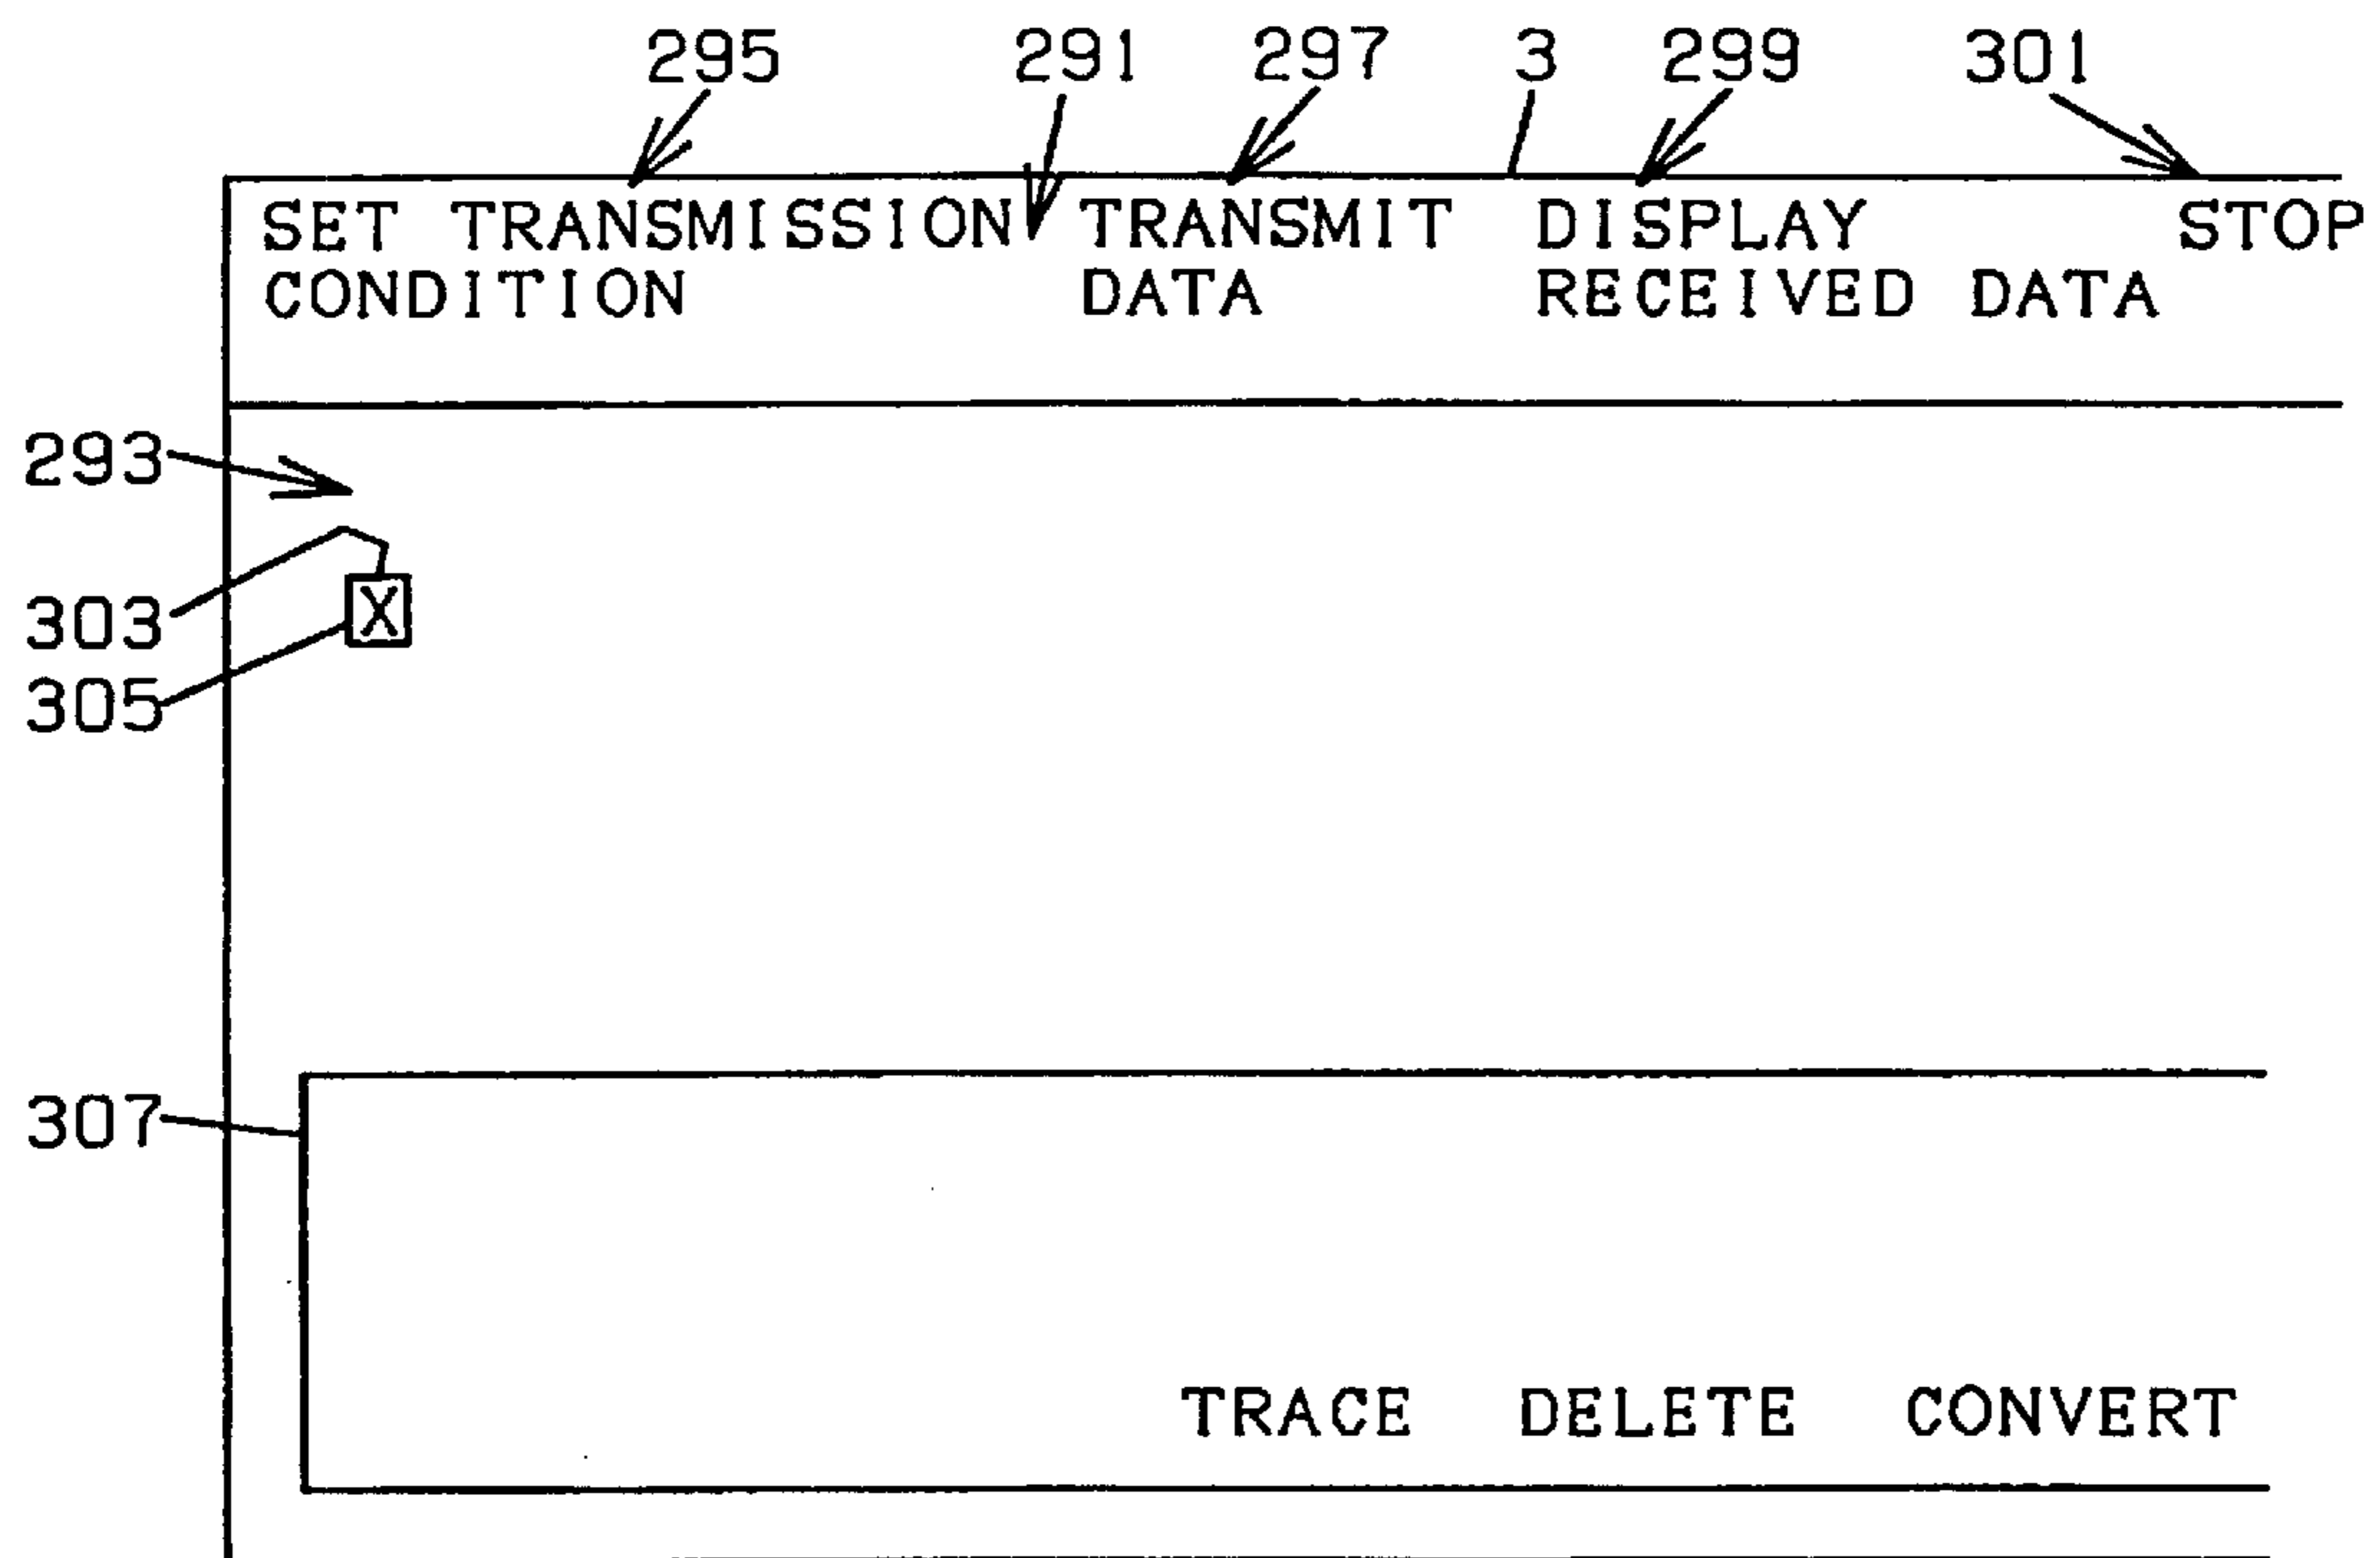 295 291 297 3 299 301
SET TRANSMISSION TRANSMIT DISPLAY STOP
CONDITION DATA RECEIVED DATA
293
303
X
305
307
TRACE DELETE CONVERT